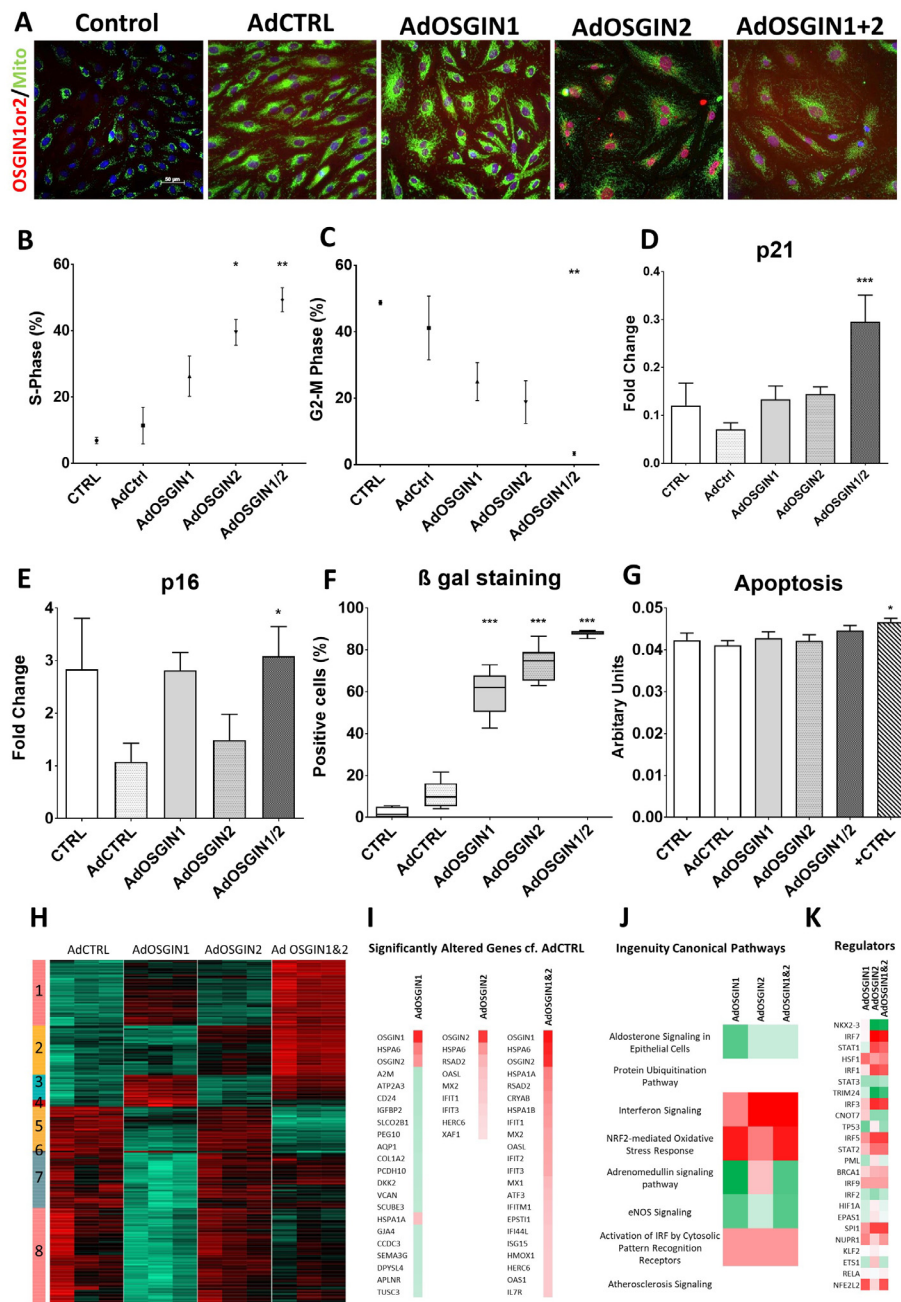 A
Control
AdCTRL
AdOSGIN1
AdOSGIN2
AdOSGIN1+2
OSGIN1or2/Mito
50 µm
B
S-Phase (%)
60
40
20
0
CTRL
AdCtrl
AdOSGIN1
AdOSGIN2
AdOSGIN1/2
*
**
C
G2-M Phase (%)
60
40
20
0
CTRL
AdCtrl
AdOSGIN1
AdOSGIN2
AdOSGIN1/2
**
D
p21
Fold Change
0.4
0.3
0.2
0.1
0.0
CTRL
AdCtrl
AdOSGIN1
AdOSGIN2
AdOSGIN1/2
***
E
p16
Fold Change
4
3
2
1
0
CTRL
AdCTRL
AdOSGIN1
AdOSGIN2
AdOSGIN1/2
*
F
ß gal staining
Positive cells (%)
100
80
60
40
20
0
CTRL
AdCTRL
AdOSGIN1
AdOSGIN2
AdOSGIN1/2
***
***
***
G
Apoptosis
Arbitary Units
0.05
0.04
0.03
0.02
0.01
0.00
CTRL
AdCTRL
AdOSGIN1
AdOSGIN2
AdOSGIN1/2
+CTRL
*
H
AdCTRL
AdOSGIN1
AdOSGIN2
Ad OSGIN1&2
1
2
3
4
5
6
7
8
I
Significantly Altered Genes cf. AdCTRL
AdOSGIN1
OSGIN1
HSPA6
OSGIN2
A2M
ATP2A3
CD24
IGFBP2
SLCO2B1
PEG10
AQP1
COL1A2
PCDH10
DKK2
VCAN
SCUBE3
HSPA1A
GJA4
CCDC3
SEMA3G
DPYSL4
APLNR
TUSC3
AdOSGIN2
OSGIN2
HSPA6
RSAD2
OASL
MX2
IFIT1
IFIT3
HERC6
XAF1
AdOSGIN1&2
OSGIN1
HSPA6
OSGIN2
HSPA1A
RSAD2
CRYAB
HSPA1B
IFIT1
MX2
OASL
IFIT2
IFIT3
MX1
ATF3
IFITM1
EPSTI1
IFI44L
ISG15
HMOX1
HERC6
OAS1
IL7R
J
Ingenuity Canonical Pathways
AdOSGIN1
AdOSGIN2
AdOSGIN1&2
Aldosterone Signaling in
Epithelial Cells
Protein Ubiquitination
Pathway
Interferon Signaling
NRF2-mediated Oxidative
Stress Response
Adrenomedullin signaling
pathway
eNOS Signaling
Activation of IRF by Cytosolic
Pattern Recognition
Receptors
Atherosclerosis Signaling
K
Regulators
AdOSGIN1
AdOSGIN2
AdOSGIN1&2
NKX2-3
IRF7
STAT1
HSF1
IRF1
STAT3
TRIM24
IRF3
CNOT7
TP53
IRF5
STAT2
PML
BRCA1
IRF9
IRF2
HIF1A
EPAS1
SPI1
NUPR1
KLF2
ETS1
RELA
NFE2L2